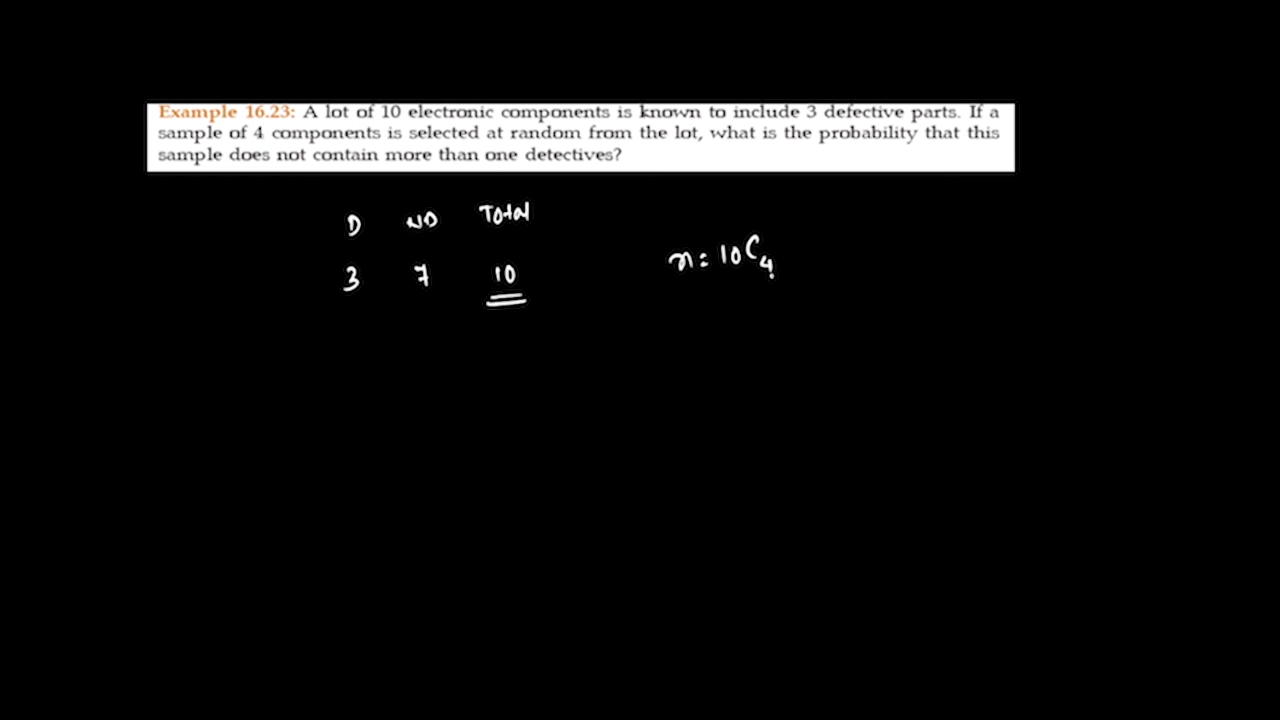 Example 16.23: A lot of 10 electronic components is known to include 3 defective parts. If a
sample of 4 components is selected at random from the lot, what is the probability that this
sample does not contain more than one detectives?
D ND Total
3 7 10
n = 10C4